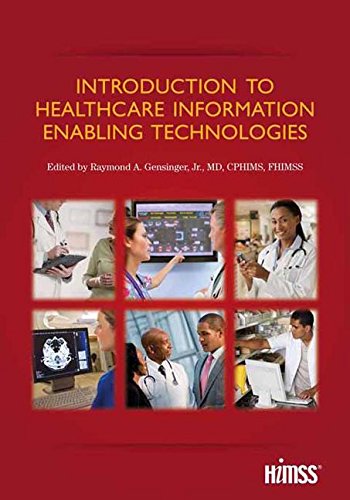 INTRODUCTION TO
HEALTHCARE INFORMATION
ENABLING TECHNOLOGIES
Edited by Raymond A. Gensinger, Jr., MD, CPHIMS, FHIMSS
HiMSS®